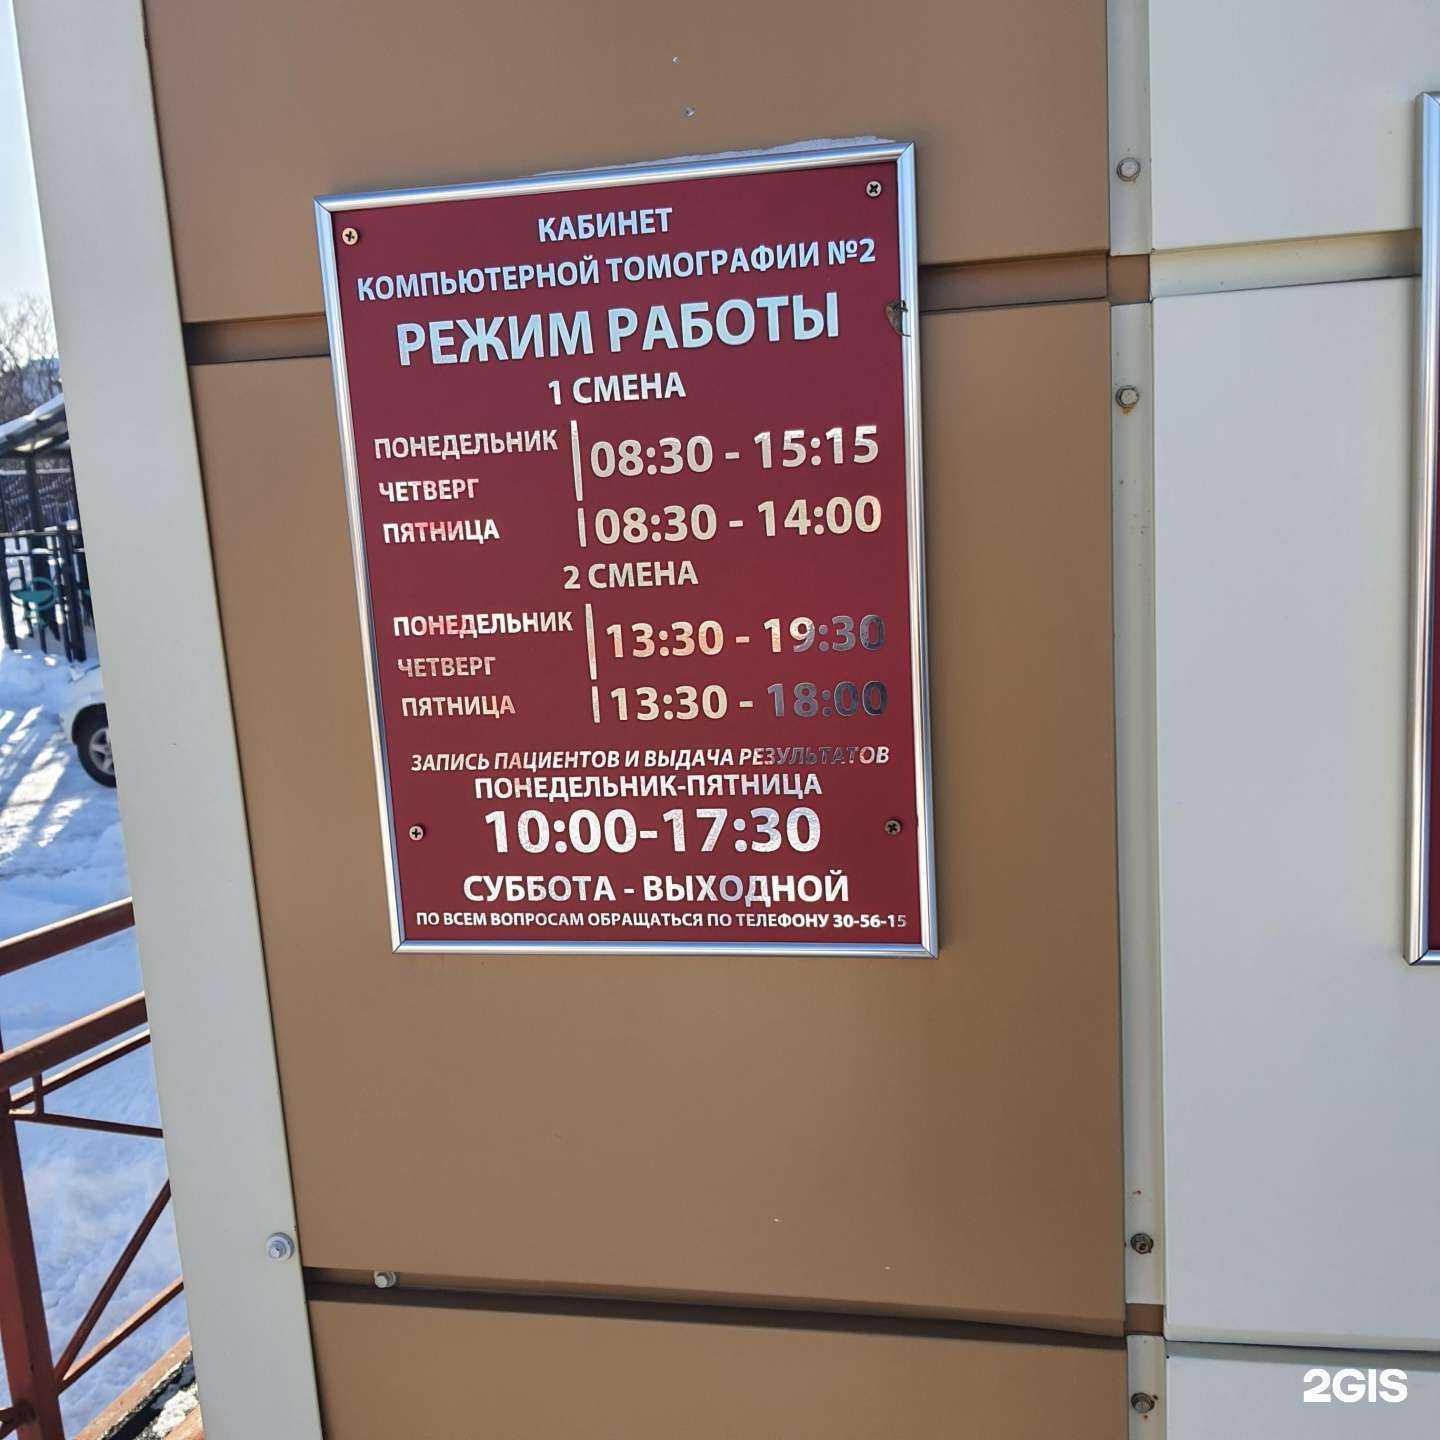 КАБИНЕТ
КОМПЬЮТЕРНОЙ ТОМОГРАФИИ №2
РЕЖИМ РАБОТЫ
1 СМЕНА
ПОНЕДЕЛЬНИК
ЧЕТВЕРГ
08:30 - 15:15
ПЯТНИЦА 08:30 - 14:00
2 СМЕНА
ПОНЕДЕЛЬНИК
ЧЕТВЕРГ
13:30 - 19:30
ПЯТНИЦА 13:30 - 18:00
ЗАПИСЬ ПАЦИЕНТОВ И ВЫДАЧА РЕЗУЛЬТАТОВ
ПОНЕДЕЛЬНИК-ПЯТНИЦА
10:00-17:30
СУББОТА - ВЫХОДНОЙ
ПО ВСЕМ ВОПРОСАМ ОБРАЩАТЬСЯ ПО ТЕЛЕФОНУ 30-56-15
2GIS